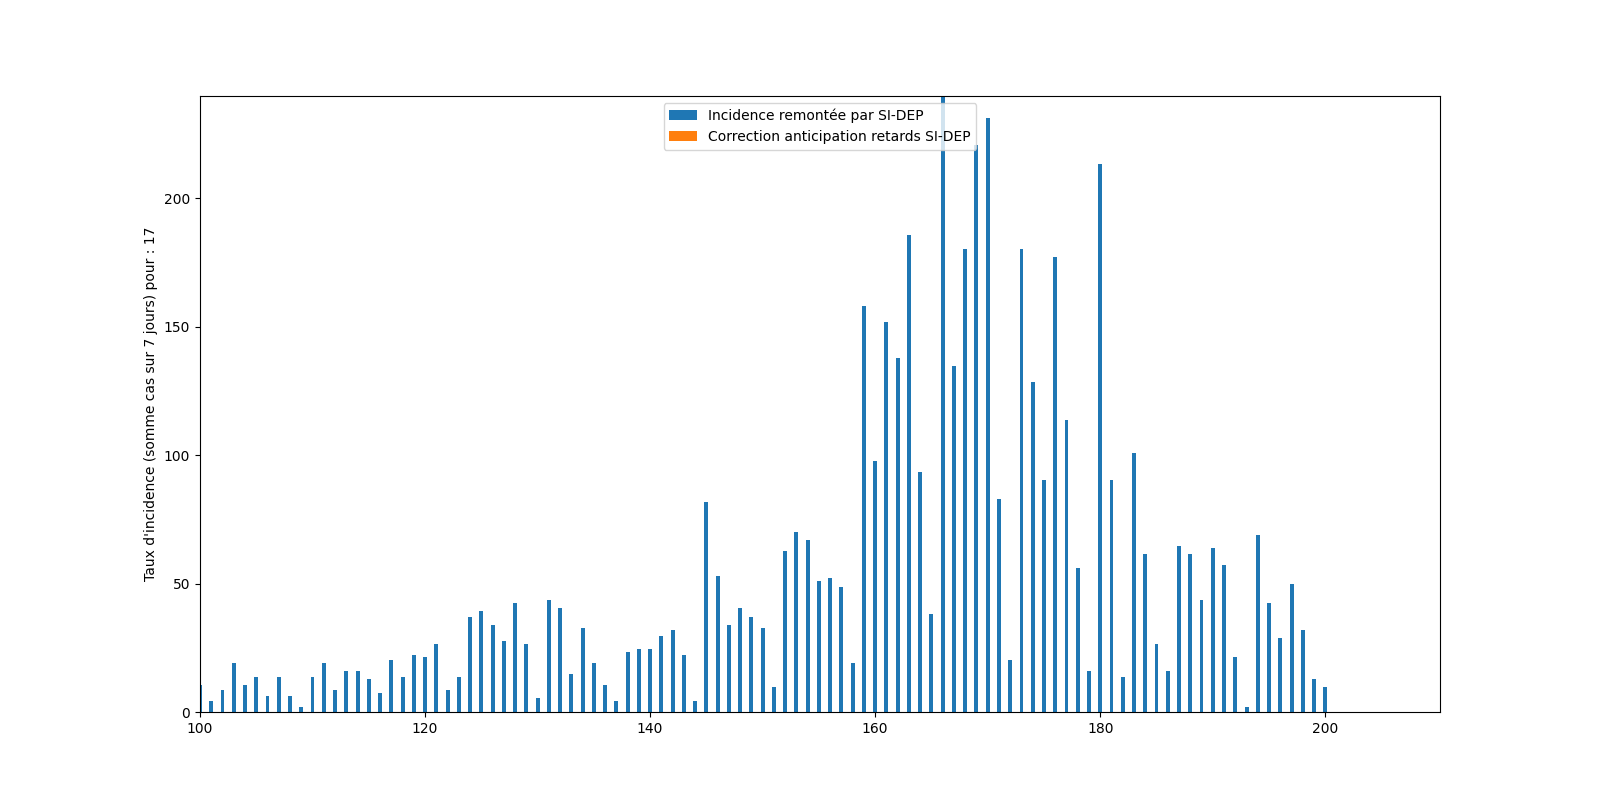 Incidence remontée par SI-DEP
Correction anticipation retards SI-DEP
Taux d'incidence (somme cas sur 7 jours) pour : 17
200
150
100
50
0
100 120 140 160 180 200